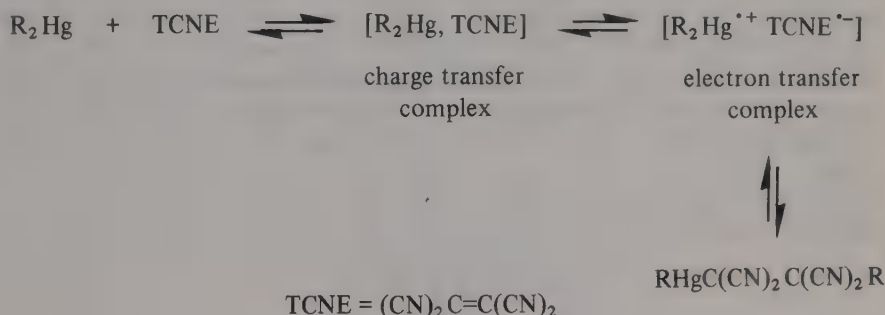 R₂Hg + TCNE ⇌ [R₂Hg, TCNE] ⇌ [R₂Hg•⁺ TCNE•⁻]
charge transfer complex
electron transfer complex
⇌
RHgC(CN)₂C(CN)₂R
TCNE = (CN)₂C=C(CN)₂